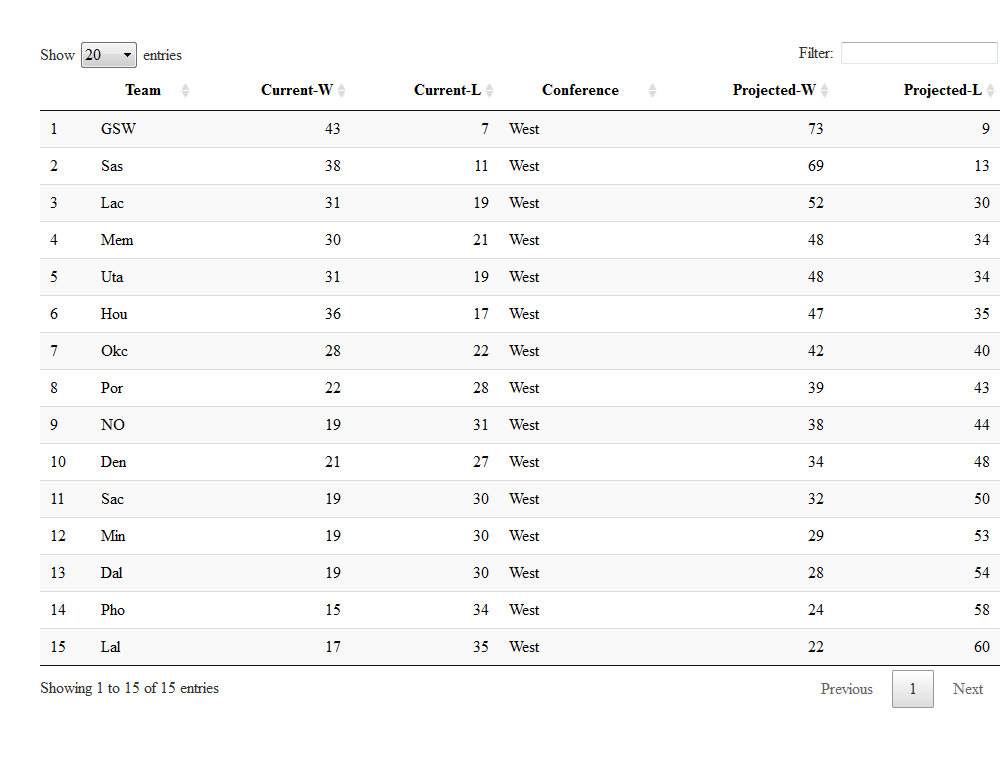 Show 20 entries Filter:
Team Current-W Current-L Conference Projected-W Projected-L
1 GSW 43 7 West 73 9
2 Sas 38 11 West 69 13
3 Lac 31 19 West 52 30
4 Mem 30 21 West 48 34
5 Uta 31 19 West 48 34
6 Hou 36 17 West 47 35
7 Okc 28 22 West 42 40
8 Por 22 28 West 39 43
9 NO 19 31 West 38 44
10 Den 21 27 West 34 48
11 Sac 19 30 West 32 50
12 Min 19 30 West 29 53
13 Dal 19 30 West 28 54
14 Pho 15 34 West 24 58
15 Lal 17 35 West 22 60
Showing 1 to 15 of 15 entries Previous 1 Next